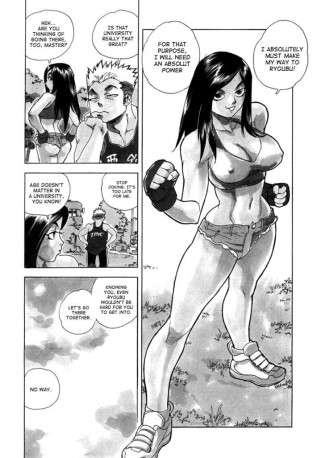 I ABSOLUTELY
MUST MAKE
MY WAY TO
RYOUBU!
FOR THAT
PURPOSE,
I WILL NEED
AN ABSOLUT
POWER
IS THAT
UNIVERSITY
REALLY THAT
GREAT?
HEH...
ARE YOU
THINKING OF
GOING THERE,
TOO, MASTER?
STOP
JOKING. IT'S
TOO LATE
FOR ME.
AGE DOESN'T
MATTER IN
A UNIVERSITY,
YOU KNOW!
KNOWING
YOU, EVEN
RYOUBU
WOULDN'T
BE HARD FOR
YOU TO GET
INTO.
LET'S GO
THERE
TOGETHER.
NO WAY.